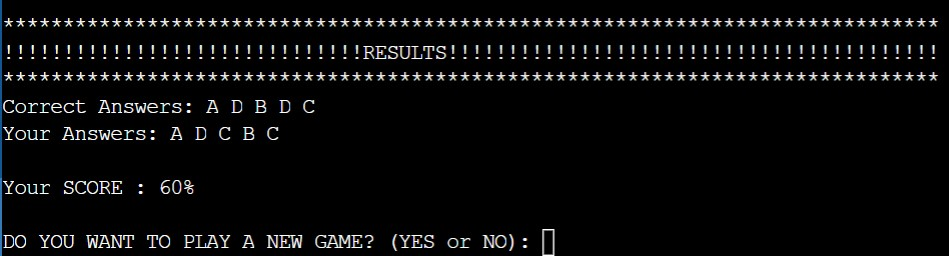 ******************************************************************************
!!!!!!!!!!!!!!!!!!!!!!!!!!!!!!RESULTS!!!!!!!!!!!!!!!!!!!!!!!!!!!!!!!!!!!!!!!!!
******************************************************************************
Correct Answers: A D B D C
Your Answers: A D C B C
Your SCORE : 60%
DO YOU WANT TO PLAY A NEW GAME? (YES or NO):